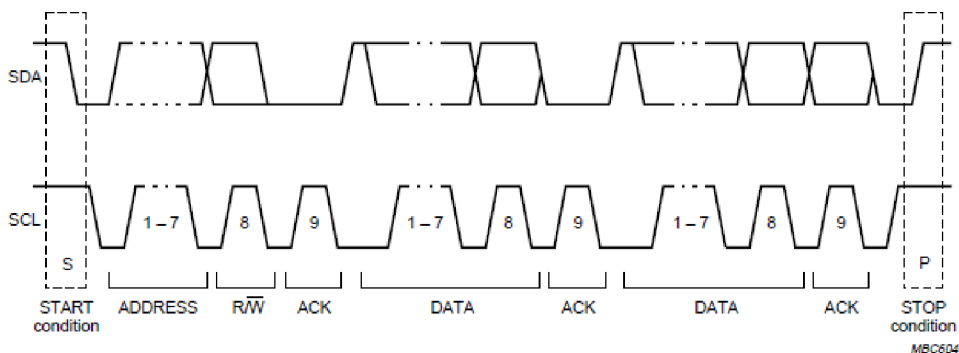 SDA
SCL
1 – 7
8
9
1 – 7
8
9
1 – 7
8
9
S
P
START condition
ADDRESS
R/W̅
ACK
DATA
ACK
DATA
ACK
STOP condition
MBC604